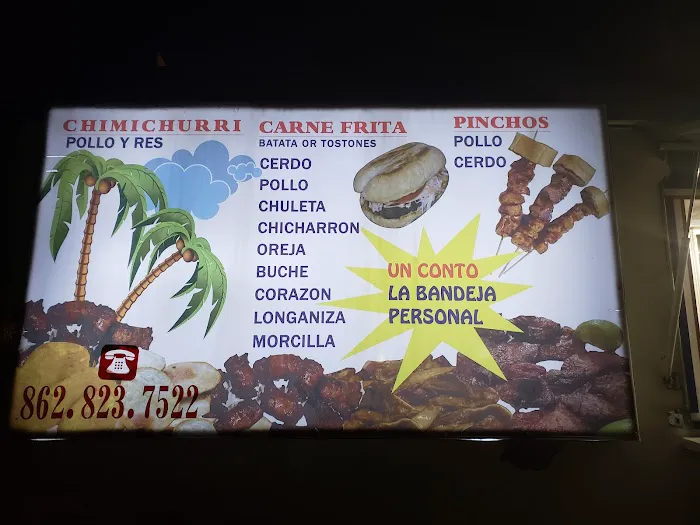 CHIMICHURRI
POLLO Y RES
CARNE FRITA
BATATA OR TOSTONES
CERDO
POLLO
CHULETA
CHICHARRON
OREJA
BUCHE
CORAZON
LONGANIZA
MORCILLA
PINCHOS
POLLO
CERDO
UN CONTO
LA BANDEJA
PERSONAL
862.823.7522